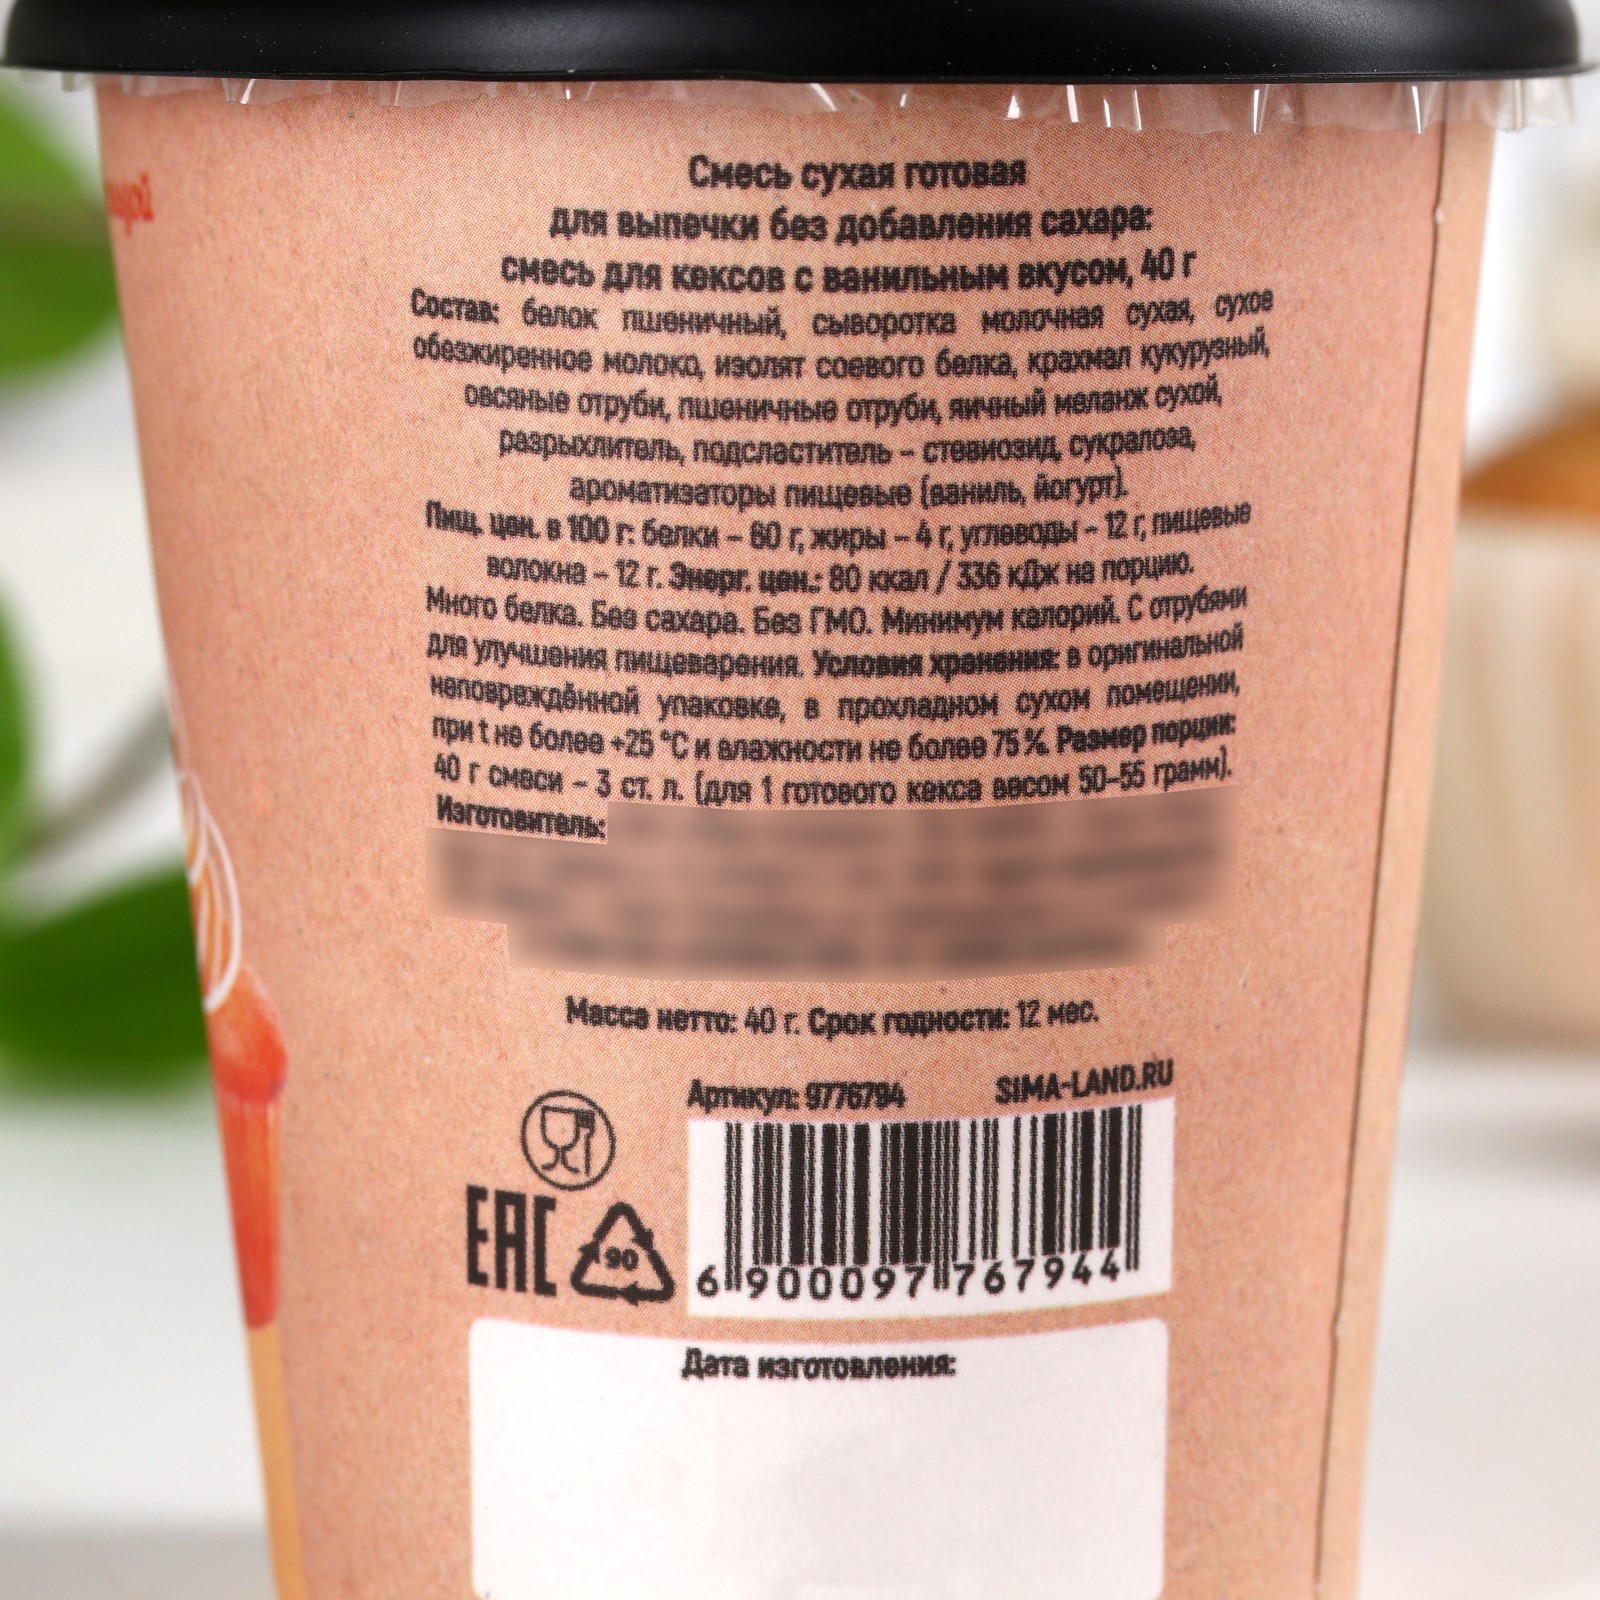 Смесь сухая готовая
для выпечки без добавления сахара:
смесь для кексов с ванильным вкусом, 40 г
Состав: белок пшеничный, сыворотка молочная сухая, сухое
обезжиренное молоко, изолят соевого белка, крахмал кукурузный,
овсяные отруби, пшеничные отруби, яичный меланж сухой,
разрыхлитель, подсластитель – стевиозид, сукралоза,
ароматизаторы пищевые (ваниль, йогурт).
Пищ. цен. в 100 г: белки – 60 г, жиры – 4 г, углеводы – 12 г, пищевые
волокна – 12 г. Энерг. цен.: 80 ккал / 336 кДж на порцию.
Много белка. Без сахара. Без ГМО. Минимум калорий. С отрубями
для улучшения пищеварения. Условия хранения: в оригинальной
неповреждённой упаковке, в прохладном сухом помещении,
при t не более +25 °C и влажности не более 75 %. Размер порции:
40 г смеси – 3 ст. л. (для 1 готового кекса весом 50–55 грамм).
Изготовитель:
Масса нетто: 40 г. Срок годности: 12 мес.
Артикул: 9776794 SIMA-LAND.RU
EAC 90
6 900097 767944
Дата изготовления: